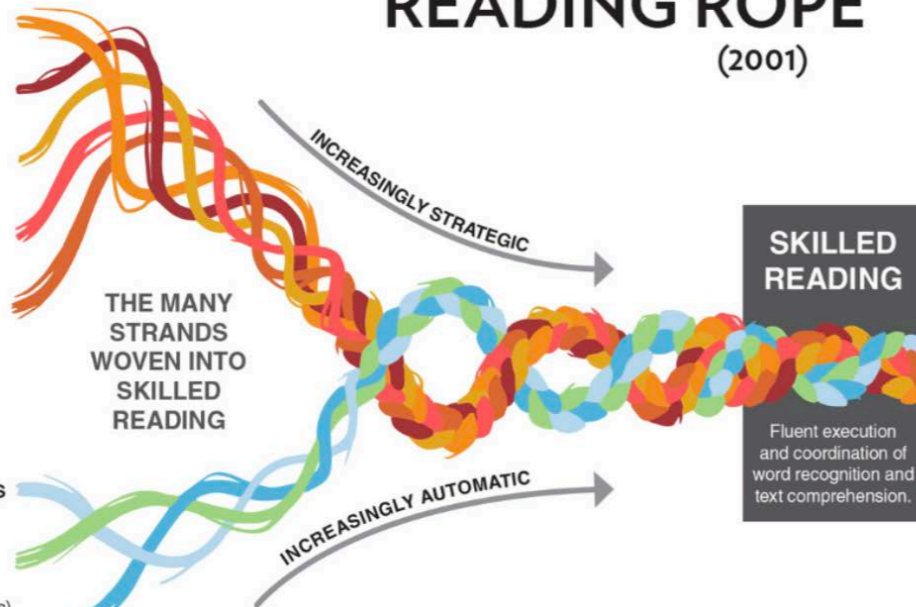 READING ROPE
(2001)
INCREASINGLY STRATEGIC
SKILLED
READING
THE MANY
STRANDS
WOVEN INTO
SKILLED
READING
Fluent execution
and coordination of
word recognition and
text comprehension.
INCREASINGLY AUTOMATIC